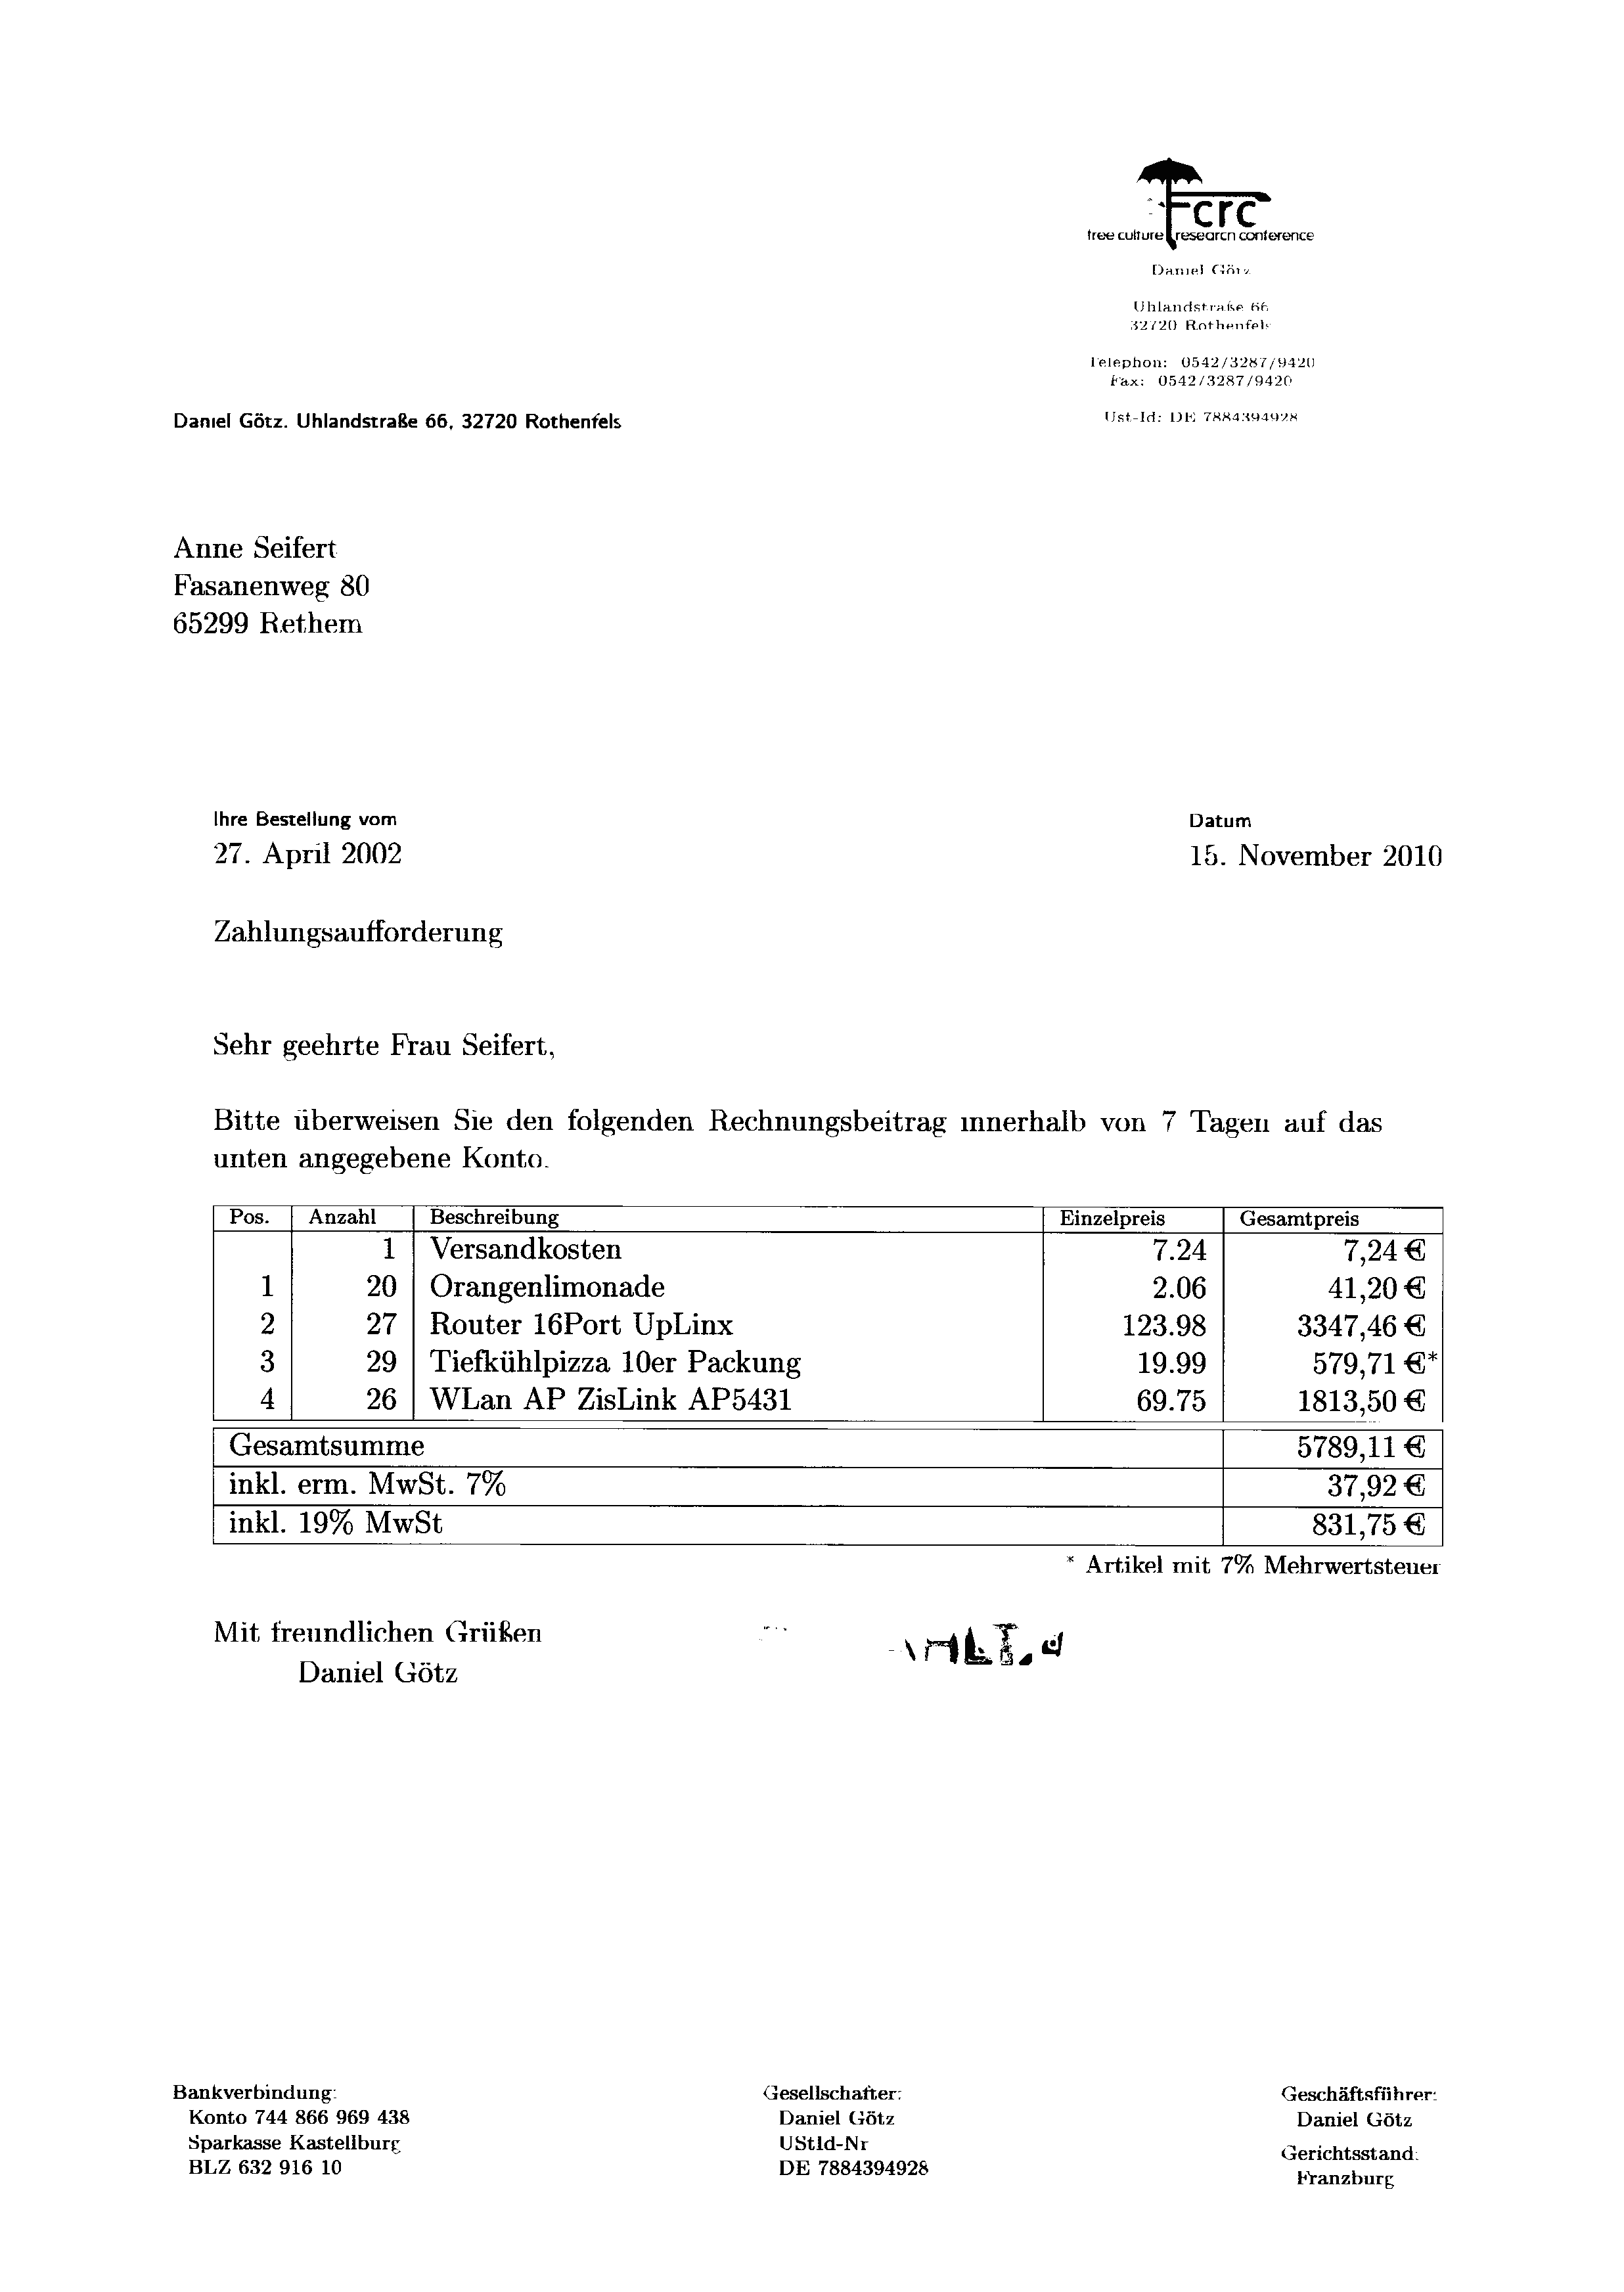 Fcrc
free culture research conference
Daniel Götz
Uhlandstraße 66
32720 Rothenfels
Telephon: 0542/3287/9420
Fax: 0542/3287/9420
Ust-Id: DE 7884394928
Daniel Götz. Uhlandstraße 66, 32720 Rothenfels
Anne Seifert
Fasanenweg 80
65299 Rethem
Ihre Bestellung vom Datum
27. April 2002 15. November 2010
Zahlungsaufforderung
Sehr geehrte Frau Seifert,
Bitte überweisen Sie den folgenden Rechnungsbeitrag innerhalb von 7 Tagen auf das
unten angegebene Konto.
Pos. Anzahl Beschreibung Einzelpreis Gesamtpreis
1 Versandkosten 7.24 7,24 €
1 20 Orangenlimonade 2.06 41,20 €
2 27 Router 16Port UpLinx 123.98 3347,46 €
3 29 Tiefkühlpizza 10er Packung 19.99 579,71 €*
4 26 WLan AP ZisLink AP5431 69.75 1813,50 €
Gesamtsumme 5789,11 €
inkl. erm. MwSt. 7% 37,92 €
inkl. 19% MwSt 831,75 €
* Artikel mit 7% Mehrwertsteuer
Mit freundlichen Grüßen
Daniel Götz
Bankverbindung: Gesellschafter: Geschäftsführer:
Konto 744 866 969 438 Daniel Götz Daniel Götz
Sparkasse Kastellburg UStId-Nr Gerichtsstand:
BLZ 632 916 10 DE 7884394928 Franzburg